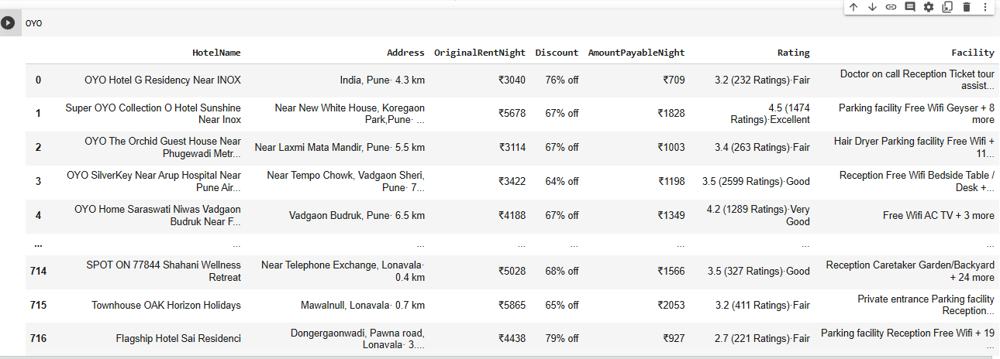 OYO
HotelName Address OriginalRentNight Discount AmountPayableNight Rating Facility
0 OYO Hotel G Residency Near INOX India, Pune· 4.3 km ₹3040 76% off ₹709 3.2 (232 Ratings)·Fair Doctor on call Reception Ticket tour assist...
1 Super OYO Collection O Hotel Sunshine Near Inox Near New White House, Koregaon Park,Pune· ... ₹5678 67% off ₹1828 4.5 (1474 Ratings)·Excellent Parking facility Free Wifi Geyser + 8 more
2 OYO The Orchid Guest House Near Phugewadi Metr... Near Laxmi Mata Mandir, Pune· 5.5 km ₹3114 67% off ₹1003 3.4 (263 Ratings)·Fair Hair Dryer Parking facility Free Wifi + 11...
3 OYO SilverKey Near Arup Hospital Near Pune Air... Near Tempo Chowk, Vadgaon Sheri, Pune· 7... ₹3422 64% off ₹1198 3.5 (2599 Ratings)·Good Reception Free Wifi Bedside Table / Desk +...
4 OYO Home Saraswati Niwas Vadgaon Budruk Near F... Vadgaon Budruk, Pune· 6.5 km ₹4188 67% off ₹1349 4.2 (1289 Ratings)·Very Good Free Wifi AC TV + 3 more
... ... ... ... ... ... ... ...
714 SPOT ON 77844 Shahani Wellness Retreat Near Telephone Exchange, Lonavala· 0.4 km ₹5028 68% off ₹1566 3.5 (327 Ratings)·Good Reception Caretaker Garden/Backyard + 24 more
715 Townhouse OAK Horizon Holidays Mawalnull, Lonavala· 0.7 km ₹5865 65% off ₹2053 3.2 (411 Ratings)·Fair Private entrance Parking facility Reception...
716 Flagship Hotel Sai Residenci Dongergaonwadi, Pawna road, Lonavala· 3.... ₹4438 79% off ₹927 2.7 (221 Ratings)·Fair Parking facility Reception Free Wifi + 19 ...